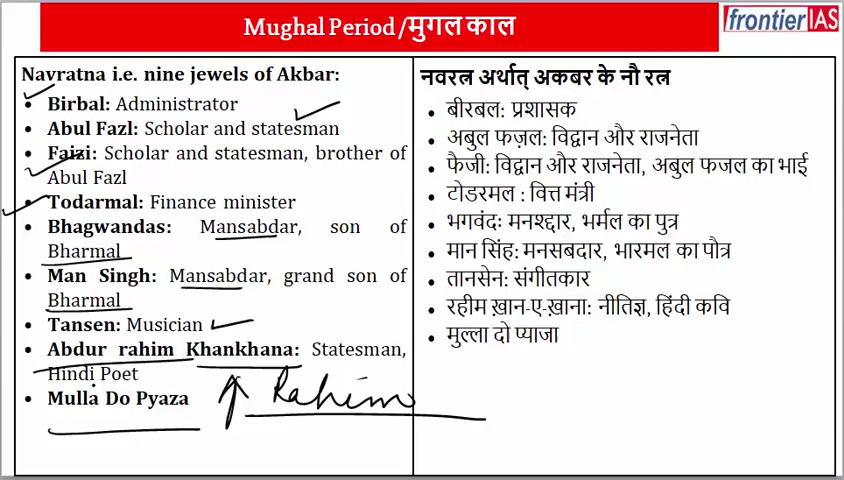 Mughal Period/मुगल काल
frontierIAS
Navratna i.e. nine jewels of Akbar:
• Birbal: Administrator
• Abul Fazl: Scholar and statesman
• Faizi: Scholar and statesman, brother of
Abul Fazl
• Todarmal: Finance minister
• Bhagwandas: Mansabdar, son of
Bharmal
• Man Singh: Mansabdar, grand son of
Bharmal
• Tansen: Musician
• Abdur rahim Khankhana: Statesman,
Hindi Poet
• Mulla Do Pyaza
Rahim
नवरत्न अर्थात् अकबर के नौ रत्न
• बीरबल: प्रशासक
• अबुल फज़ल: विद्वान और राजनेता
• फैजी: विद्वान और राजनेता, अबुल फजल का भाई
• टोडरमल : वित्त मंत्री
• भगवंदः मनश्द्दार, भर्मल का पुत्र
• मान सिंह: मनसबदार, भारमल का पौत्र
• तानसेन: संगीतकार
• रहीम ख़ान-ए-ख़ाना: नीतिज्ञ, हिंदी कवि
• मुल्ला दो प्याजा